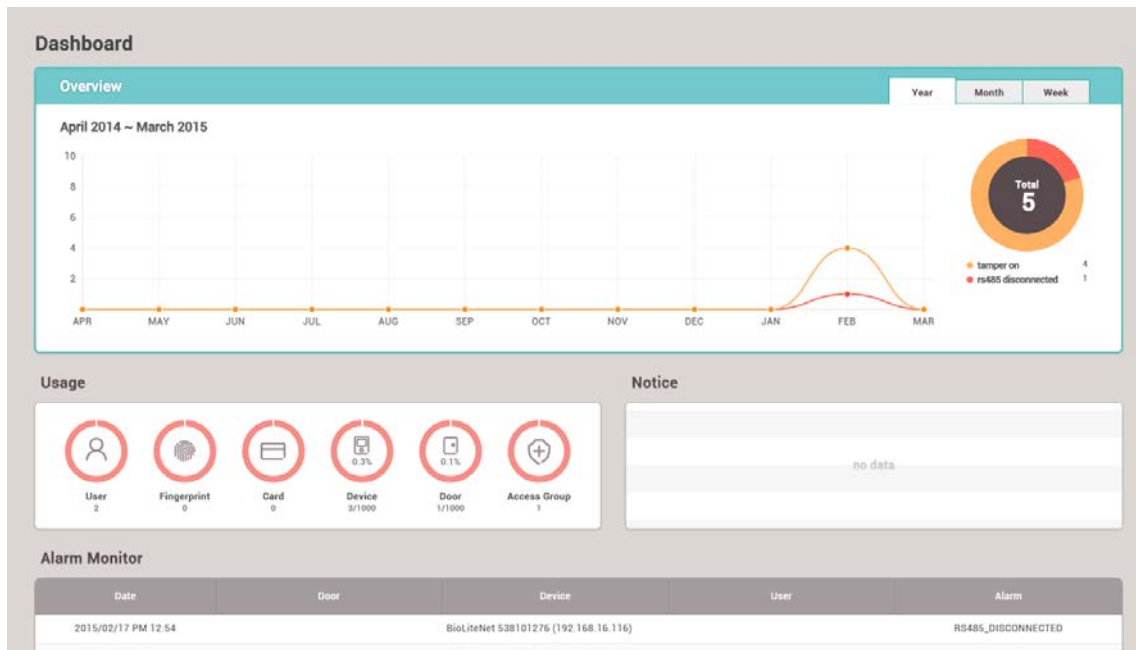 Dashboard
Overview
Year Month Week
April 2014 ~ March 2015
10
8
6
4
2
APR MAY JUN JUL AUG SEP OCT NOV DEC JAN FEB MAR
Total
5
tamper on 4
rs485 disconnected 1
Usage
0.3% 0.1%
User Fingerprint Card Device Door Access Group
2 0 0 3/1000 1/1000 1
Notice
no data
Alarm Monitor
Date Door Device User Alarm
2015/02/17 PM 12:54 BioLiteNet 538101276 (192.168.16.116) RS485_DISCONNECTED